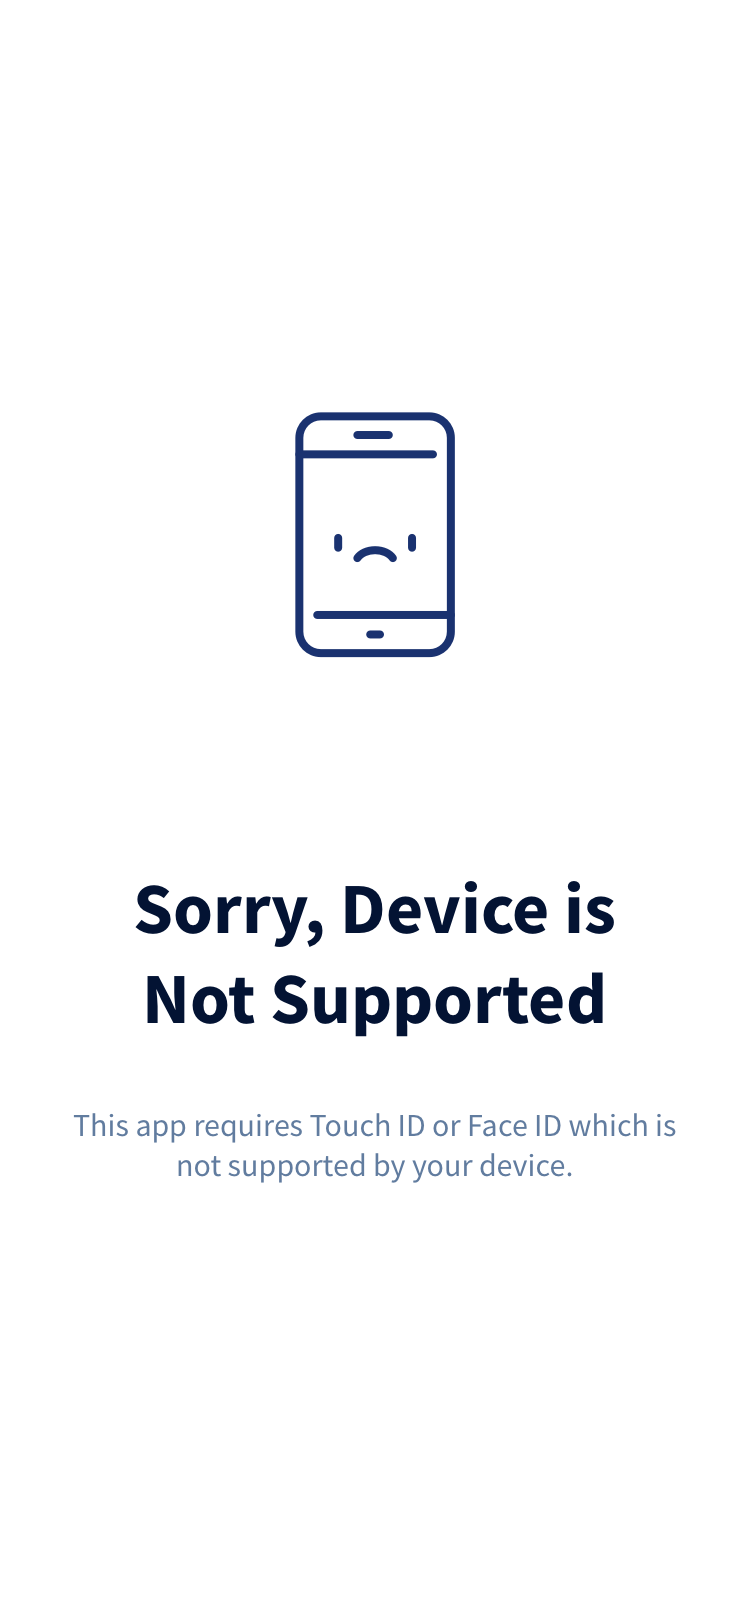 Sorry, Device is
Not Supported
This app requires Touch ID or Face ID which is
not supported by your device.